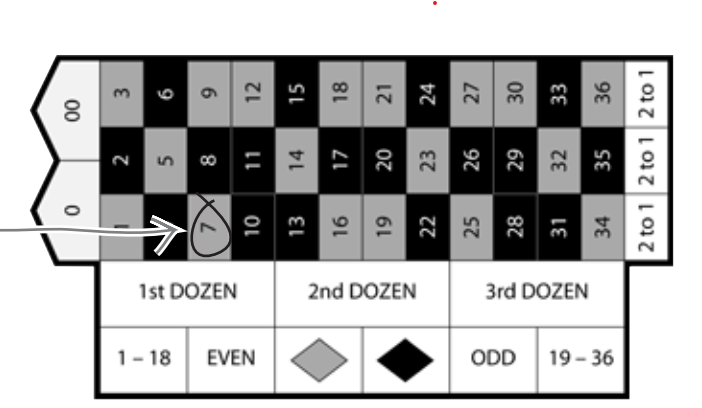 00 3 6 9 12 15 18 21 24 27 30 33 36 2 to 1
2 5 8 11 14 17 20 23 26 29 32 35 2 to 1
0 1 7 10 13 16 19 22 25 28 31 34 2 to 1
1st DOZEN 2nd DOZEN 3rd DOZEN
1 – 18 EVEN ODD 19 – 36